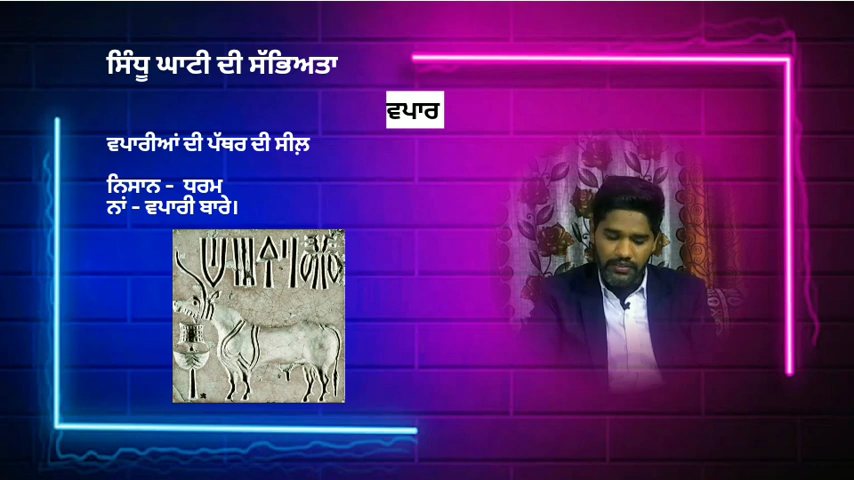 ਸਿੰਧੂ ਘਾਟੀ ਦੀ ਸੱਭਿਅਤਾ
ਵਪਾਰ
ਵਪਾਰੀਆਂ ਦੀ ਪੱਥਰ ਦੀ ਸੀਲ਼
ਨਿਸਾਨ - ਧਰਮ
ਨਾਂ - ਵਪਾਰੀ ਬਾਰੇ।